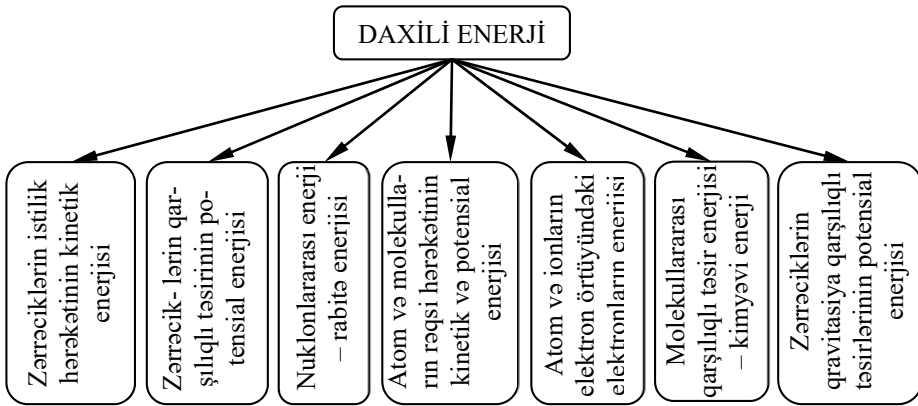 DAXİLİ ENERJİ
Zərrəciklərin istilik
hərəkətinin kinetik
enerjisi
Zərrəcik- lərin qar-
şılıqlı təsirinin po-
tensial enerjisi
Nuklonlararası enerji
– rabitə enerjisi
Atom və molekulla-
rın rəqsi hərəkətinin
kinetik və potensial
enerjisi
Atom və ionların
elektron örtüyündəki
elektronların enerjisi
Molekullararası
qarşılıqlı təsir enerjisi
– kimyəvi enerji
Zərrəciklərin
qravitasiya qarşılıqlı
təsirlərinin potensial
enerjisi